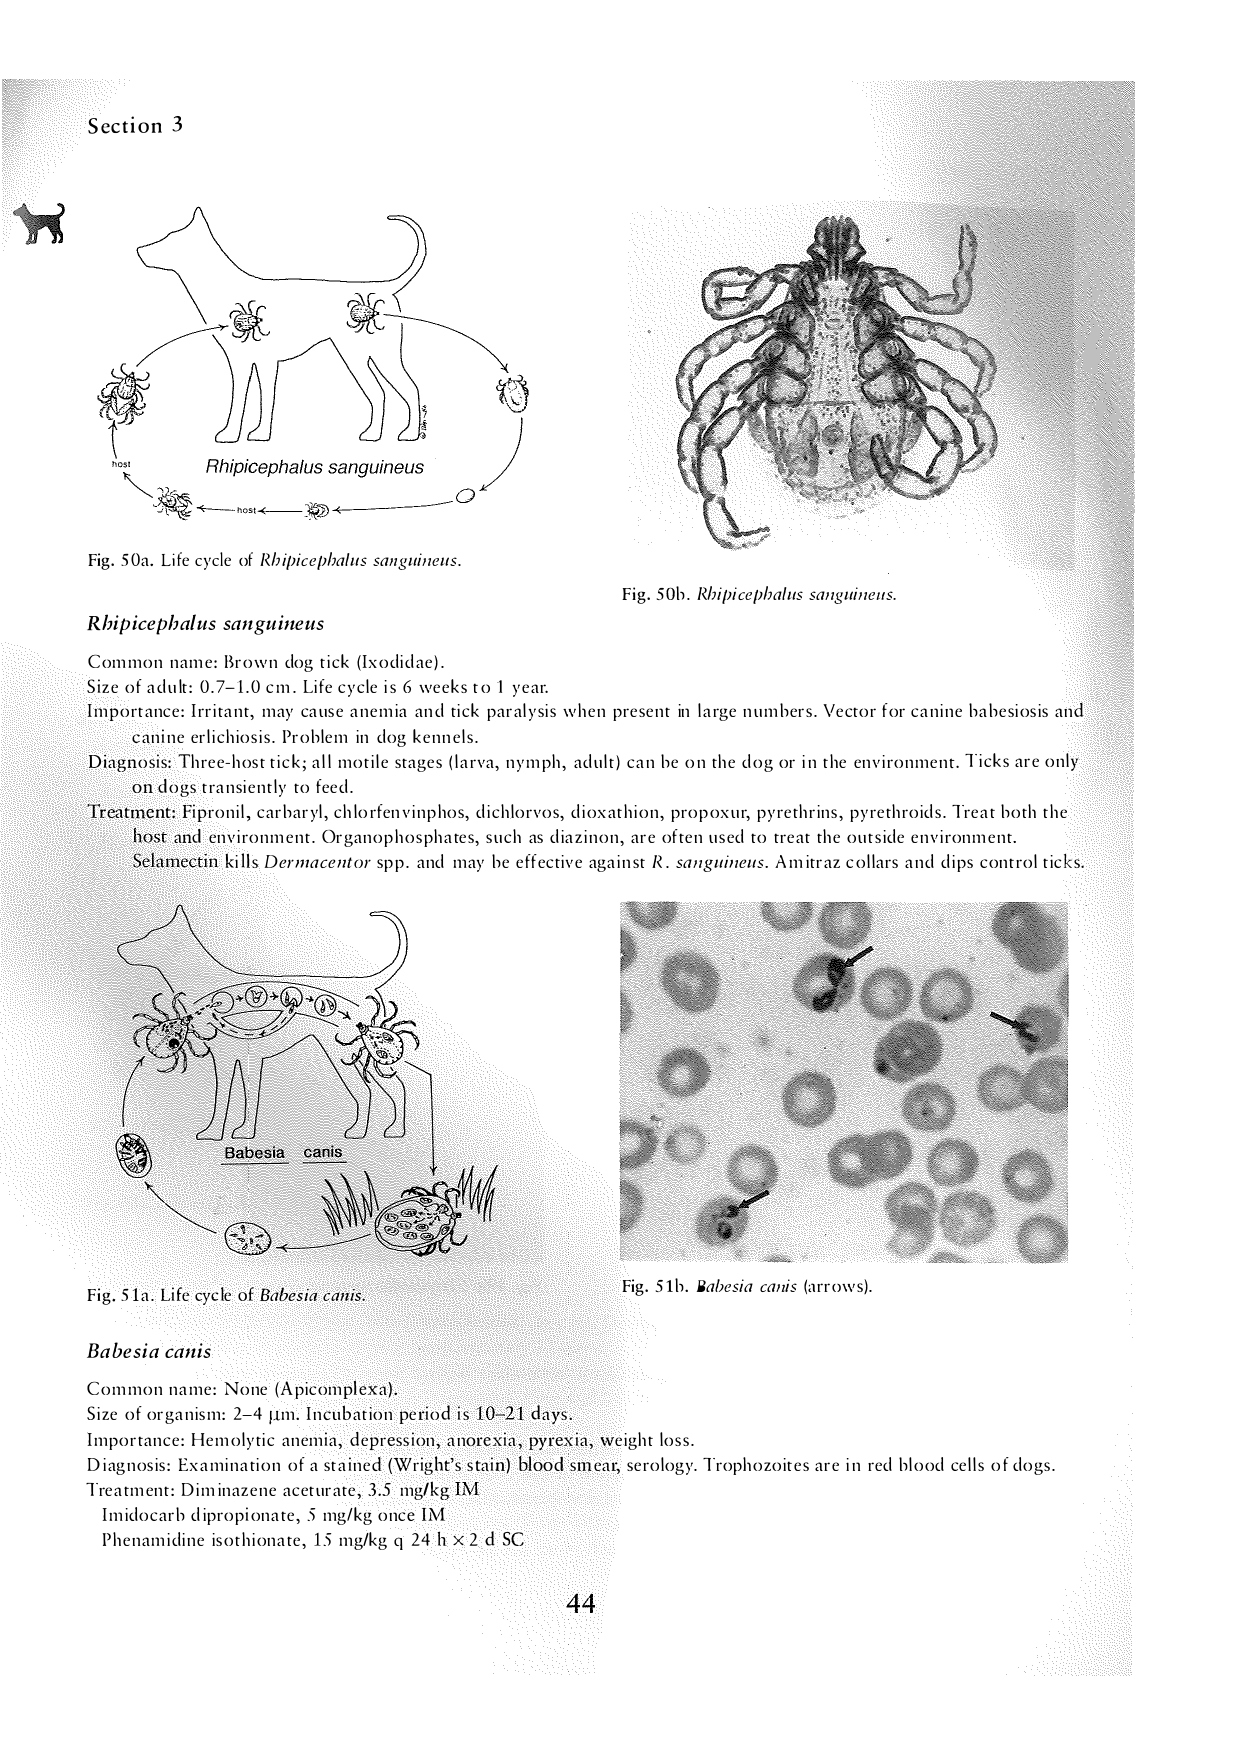 Section 3
host
Rhipicephalus sanguineus
host
Fig. 50a. Life cycle of Rhipicephalus sanguineus.
Fig. 50b. Rhipicephalus sanguineus.
Rhipicephalus sanguineus
Common name: Brown dog tick (Ixodidae).
Size of adult: 0.7–1.0 cm. Life cycle is 6 weeks to 1 year.
Importance: Irritant, may cause anemia and tick paralysis when present in large numbers. Vector for canine babesiosis and
canine erlichiosis. Problem in dog kennels.
Diagnosis: Three-host tick; all motile stages (larva, nymph, adult) can be on the dog or in the environment. Ticks are only
on dogs transiently to feed.
Treatment: Fipronil, carbaryl, chlorfenvinphos, dichlorvos, dioxathion, propoxur, pyrethrins, pyrethroids. Treat both the
host and environment. Organophosphates, such as diazinon, are often used to treat the outside environment.
Selamectin kills Dermacentor spp. and may be effective against R. sanguineus. Amitraz collars and dips control ticks.
Babesia canis
Fig. 51a. Life cycle of Babesia canis.
Fig. 51b. Babesia canis (arrows).
Babesia canis
Common name: None (Apicomplexa).
Size of organism: 2–4 µm. Incubation period is 10–21 days.
Importance: Hemolytic anemia, depression, anorexia, pyrexia, weight loss.
Diagnosis: Examination of a stained (Wright's stain) blood smear, serology. Trophozoites are in red blood cells of dogs.
Treatment: Diminazene aceturate, 3.5 mg/kg IM
Imidocarb dipropionate, 5 mg/kg once IM
Phenamidine isothionate, 15 mg/kg q 24 h × 2 d SC
44